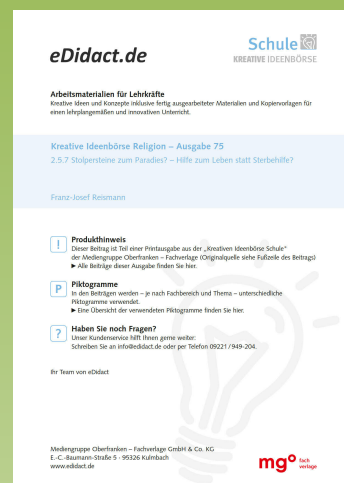 eDidact.de
Schule
KREATIVE IDEENBÖRSE
Arbeitsmaterialien für Lehrkräfte
Kreative Ideen und Konzepte inklusive fertig ausgearbeiteter Materialien und Kopiervorlagen für
einen lehrplangemäßen und innovativen Unterricht.
Kreative Ideenbörse Religion – Ausgabe 75
2.5.7 Stolpersteine zum Paradies? – Hilfe zum Leben statt Sterbehilfe?
Franz-Josef Reismann
!
Produkthinweis
Dieser Beitrag ist Teil einer Printausgabe aus der „Kreativen Ideenbörse Schule“
der Mediengruppe Oberfranken – Fachverlage (Originalquelle siehe Fußzeile des Beitrags)
▶ Alle Beiträge dieser Ausgabe finden Sie hier.
P
Piktogramme
In den Beiträgen werden – je nach Fachbereich und Thema – unterschiedliche
Piktogramme verwendet.
▶ Eine Übersicht der verwendeten Piktogramme finden Sie hier.
?
Haben Sie noch Fragen?
Unser Kundenservice hilft Ihnen gerne weiter:
Schreiben Sie an info@edidact.de oder per Telefon 09221/949-204.
Ihr Team von eDidact
Mediengruppe Oberfranken – Fachverlage GmbH & Co. KG
E.-C.-Baumann-Straße 5 · 95326 Kulmbach
www.edidact.de
mgo fach
verlage